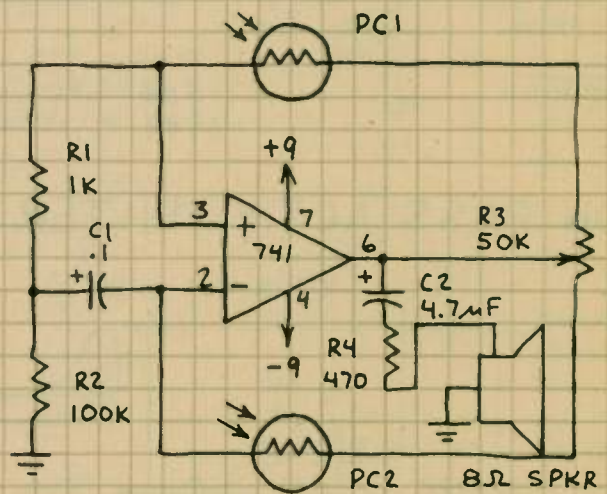 PC1
R1
1K
+9
C1
.1
+
3
+
7
741
6
R3
50K
2
-
4
+
C2
4.7µF
-9
R4
470
R2
100K
PC2
8Ω SPKR